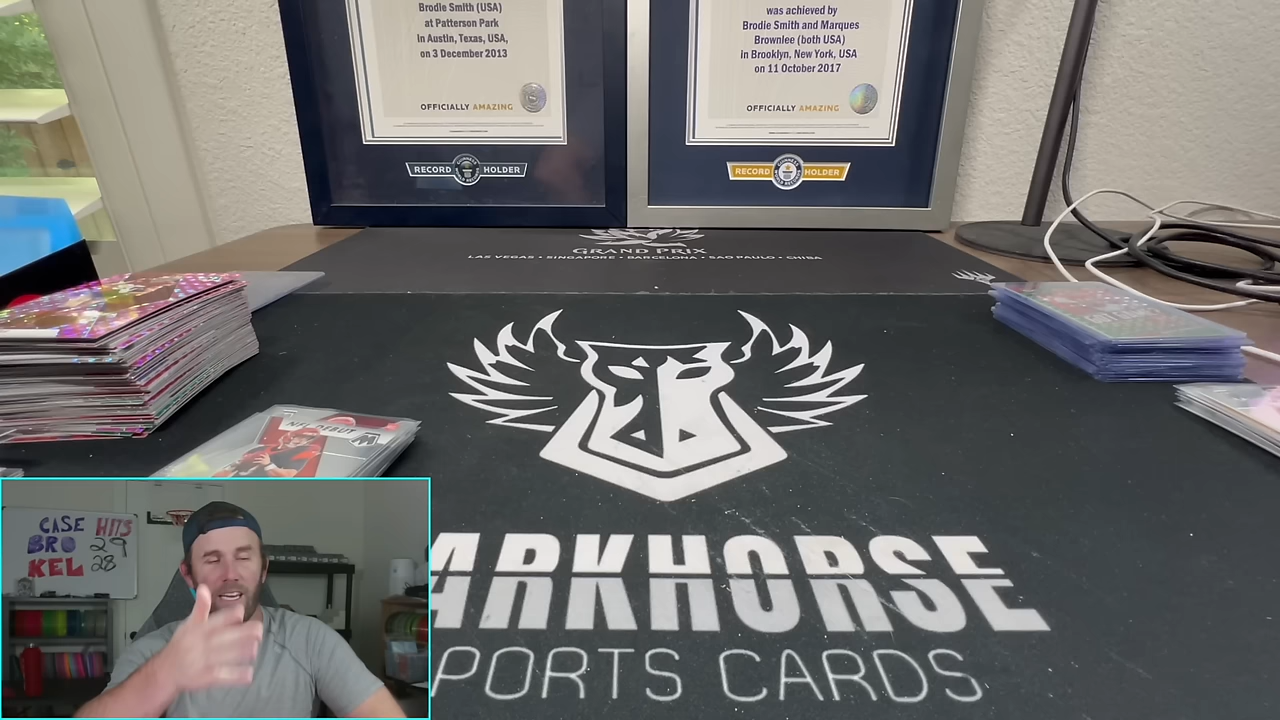 Brodie Smith (USA)
at Patterson Park
in Austin, Texas, USA,
on 3 December 2013
OFFICIALLY AMAZING
RECORD HOLDER
was achieved by
Brodie Smith and Marques
Brownlee (both USA)
in Brooklyn, New York, USA
on 11 October 2017
OFFICIALLY AMAZING
RECORD HOLDER
GRAND PRIX
LAS VEGAS • SINGAPORE • BARCELONA • SAO PAULO • CHIBA
NFL DEBUT
ARKHORSE
PORTS CARDS
CASE HITS
BRO 29
KEL 28